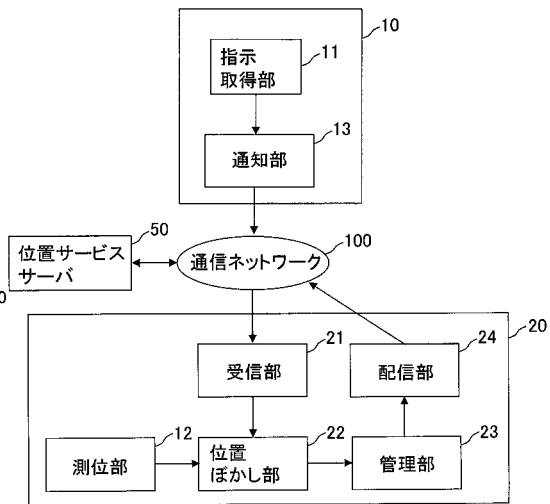 10
指示
取得部
11
通知部
13
位置サービス
サーバ
50
通信ネットワーク
100
0
20
受信部
21
配信部
24
測位部
12
位置
ぼかし部
22
管理部
23